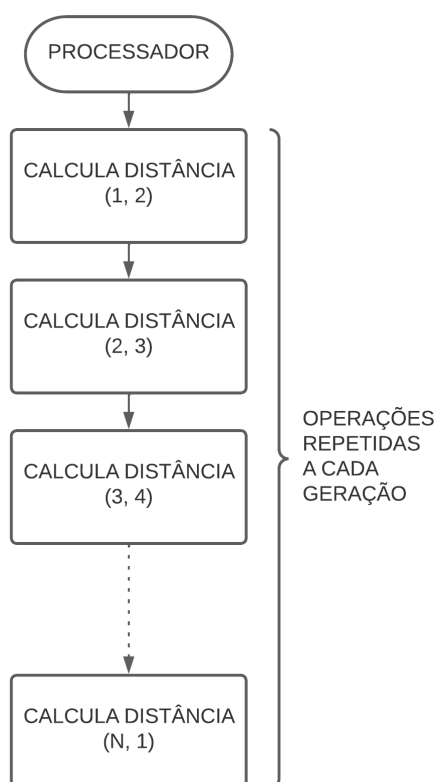 PROCESSADOR
CALCULA DISTÂNCIA
(1, 2)
CALCULA DISTÂNCIA
(2, 3)
CALCULA DISTÂNCIA
(3, 4)
OPERAÇÕES
REPETIDAS
A CADA
GERAÇÃO
CALCULA DISTÂNCIA
(N, 1)